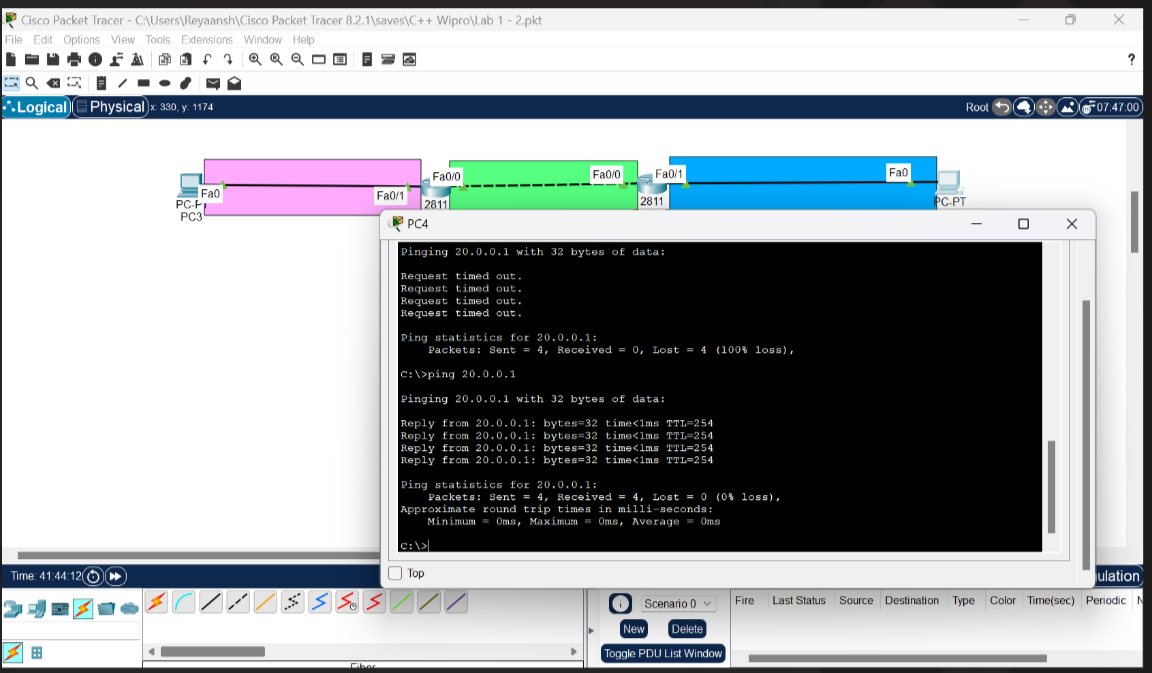 Cisco Packet Tracer - C:\Users\Reyaansh\Cisco Packet Tracer 8.2.1\saves\C++ Wipro\Lab 1 - 2.pkt
File Edit Options View Tools Extensions Window Help
?
Logical Physical x: 330, y: 1174 Root 07:47:00
Fa0/0 Fa0/0 Fa0/1 Fa0
Fa0 Fa0/1
PC-P 2811 2811 PC-PT
PC3
PC4
Pinging 20.0.0.1 with 32 bytes of data:
Request timed out.
Request timed out.
Request timed out.
Request timed out.
Ping statistics for 20.0.0.1:
Packets: Sent = 4, Received = 0, Lost = 4 (100% loss),
C:\>ping 20.0.0.1
Pinging 20.0.0.1 with 32 bytes of data:
Reply from 20.0.0.1: bytes=32 time<1ms TTL=254
Reply from 20.0.0.1: bytes=32 time<1ms TTL=254
Reply from 20.0.0.1: bytes=32 time<1ms TTL=254
Reply from 20.0.0.1: bytes=32 time<1ms TTL=254
Ping statistics for 20.0.0.1:
Packets: Sent = 4, Received = 4, Lost = 0 (0% loss),
Approximate round trip times in milli-seconds:
Minimum = 0ms, Maximum = 0ms, Average = 0ms
C:\>
Top
Time: 41:44:12 ulation
Scenario 0 Fire Last Status Source Destination Type Color Time(sec) Periodic N
New Delete
Toggle PDU List Window
Fiber